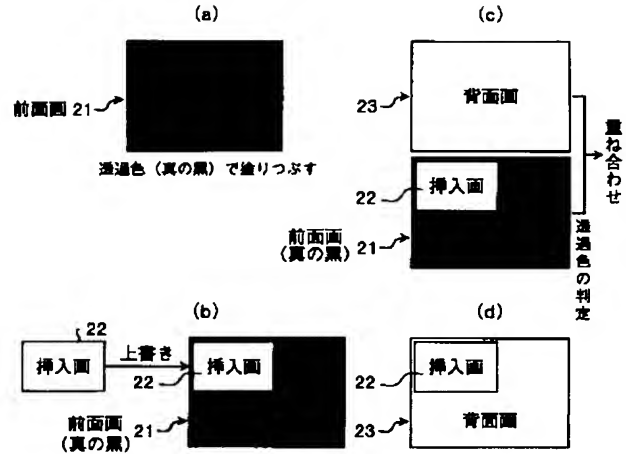 (a)
前画面 21
透過色（真の黒）で塗りつぶす
(b)
22
挿入画
上書き
22
挿入画
前面画
(真の黒)
21
(c)
23
背面画
22
挿入画
前面画
(真の黒)
21
重ね合わせ
透過色の判定
(d)
22
挿入画
23
背面画